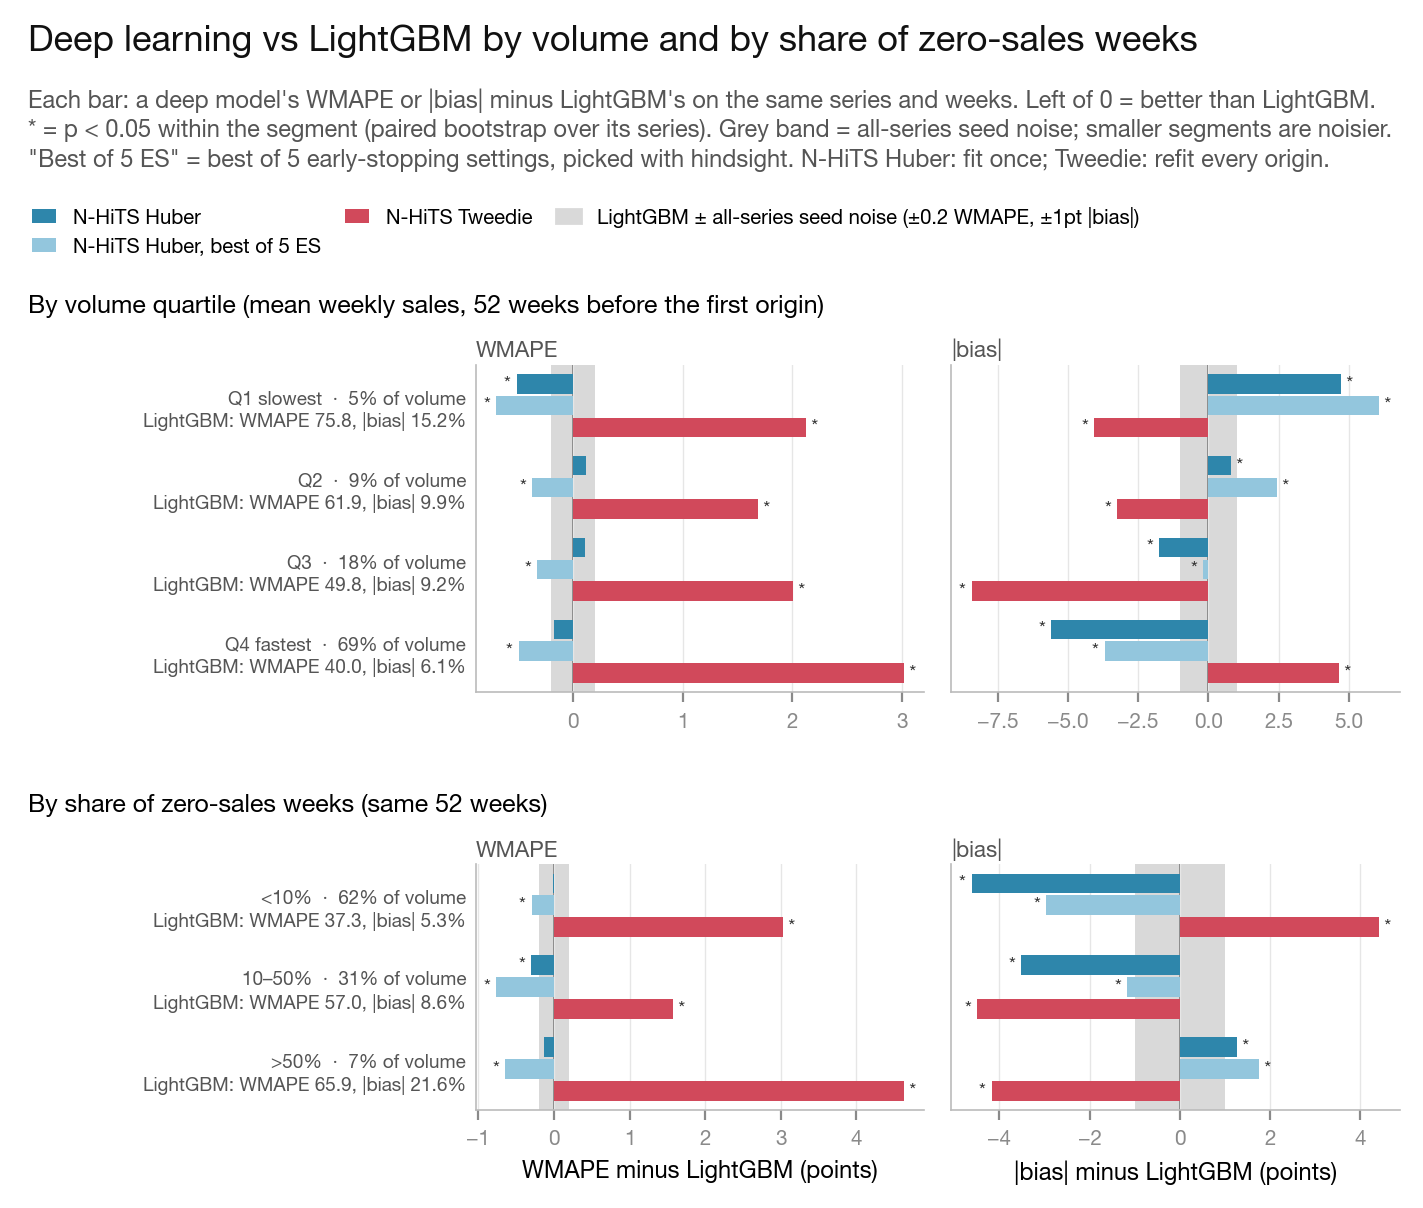 Deep learning vs LightGBM by volume and by share of zero-sales weeks
Each bar: a deep model's WMAPE or |bias| minus LightGBM's on the same series and weeks. Left of 0 = better than LightGBM.
* = p < 0.05 within the segment (paired bootstrap over its series). Grey band = all-series seed noise; smaller segments are noisier.
"Best of 5 ES" = best of 5 early-stopping settings, picked with hindsight. N-HiTS Huber: fit once; Tweedie: refit every origin.
N-HiTS Huber
N-HiTS Tweedie
LightGBM ± all-series seed noise (±0.2 WMAPE, ±1pt |bias|)
N-HiTS Huber, best of 5 ES
By volume quartile (mean weekly sales, 52 weeks before the first origin)
WMAPE
|bias|
Q1 slowest · 5% of volume
LightGBM: WMAPE 75.8, |bias| 15.2%
Q2 · 9% of volume
LightGBM: WMAPE 61.9, |bias| 9.9%
Q3 · 18% of volume
LightGBM: WMAPE 49.8, |bias| 9.2%
Q4 fastest · 69% of volume
LightGBM: WMAPE 40.0, |bias| 6.1%
0 1 2 3
−7.5 −5.0 −2.5 0.0 2.5 5.0
By share of zero-sales weeks (same 52 weeks)
WMAPE
|bias|
<10% · 62% of volume
LightGBM: WMAPE 37.3, |bias| 5.3%
10–50% · 31% of volume
LightGBM: WMAPE 57.0, |bias| 8.6%
>50% · 7% of volume
LightGBM: WMAPE 65.9, |bias| 21.6%
−1 0 1 2 3 4
−4 −2 0 2 4
WMAPE minus LightGBM (points)
|bias| minus LightGBM (points)